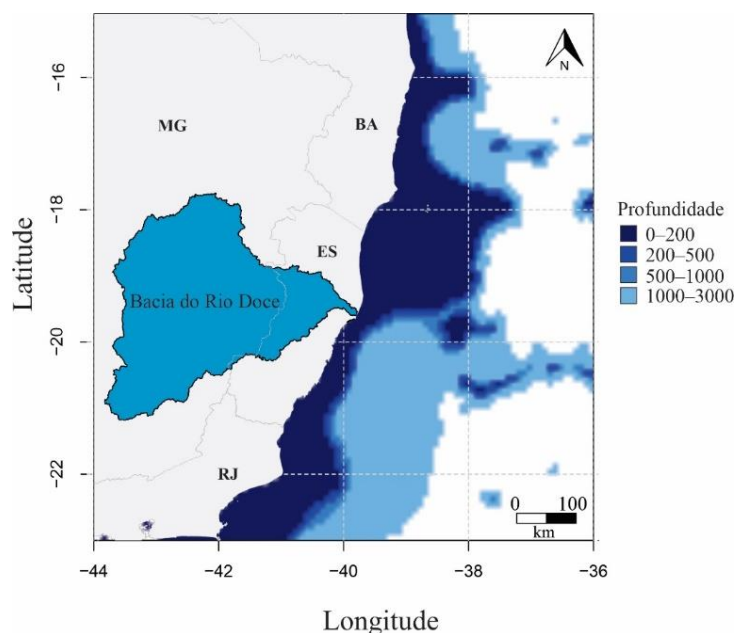 N
MG
BA
ES
RJ
Bacia do Rio Doce
Latitude
−16
−18
−20
−22
−44
−42
−40
−38
−36
Longitude
0
100
km
Profundidade
0–200
200–500
500–1000
1000–3000